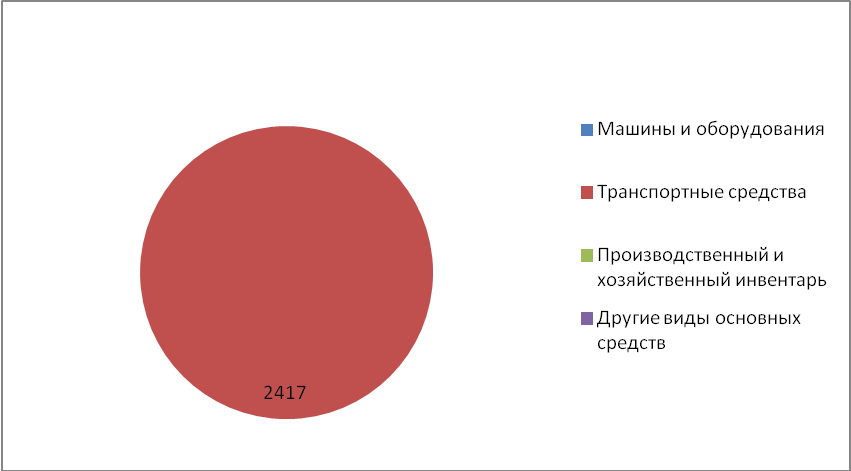 Машины и оборудования
Транспортные средства
Производственный и
хозяйственный инвентарь
Другие виды основных
средств
2417